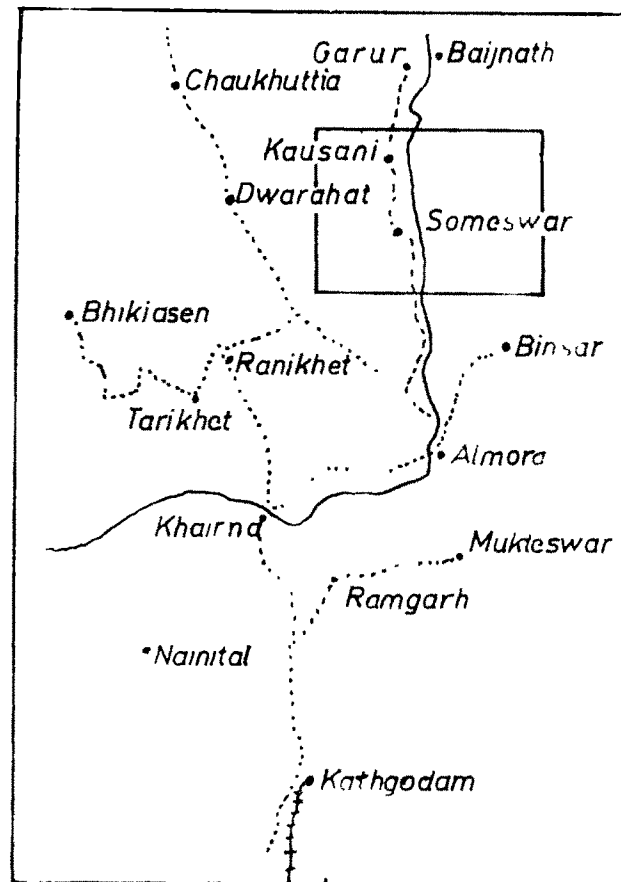 Garur
Baijnath
Chaukhuttia
Kausani
Dwarahat
Someswar
Bhikiasen
Binsar
Ranikhet
Tarikhet
Almora
Khairna
Mukteswar
Ramgarh
Nainital
Kathgodam